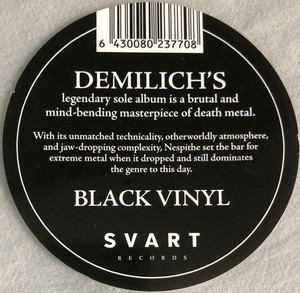 6 430080 237708
DEMILICH'S
legendary sole album is a brutal and
mind-bending masterpiece of death metal.
With its unmatched technicality, otherworldly atmosphere,
and jaw-dropping complexity, Nespithe set the bar for
extreme metal when it dropped and still dominates
the genre to this day.
BLACK VINYL
SVART
RECORDS